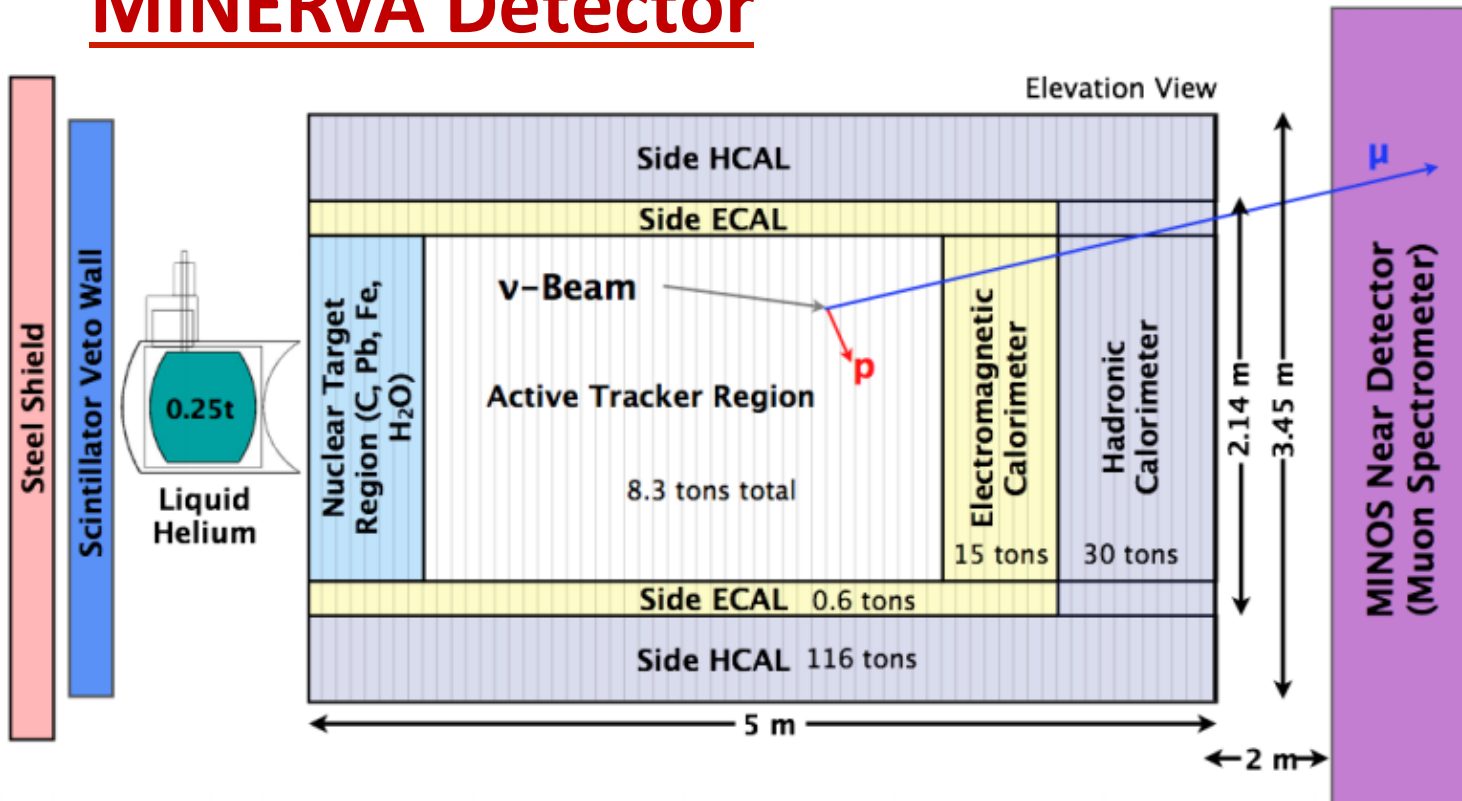 MINERνA Detector
Elevation View
Steel Shield
Scintillator Veto Wall
0.25t
Liquid
Helium
Side HCAL
Side ECAL
Nuclear Target
Region (C, Pb, Fe,
H₂O)
ν-Beam
μ
p
Active Tracker Region
8.3 tons total
Electromagnetic
Calorimeter
15 tons
Hadronic
Calorimeter
30 tons
Side ECAL 0.6 tons
Side HCAL 116 tons
2.14 m
3.45 m
5 m
2 m
MINOS Near Detector
(Muon Spectrometer)